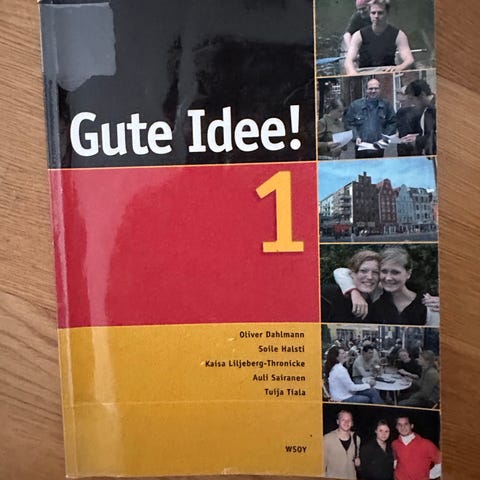 Gute Idee!
1
Oliver Dahlmann
Soile Halsti
Kaisa Liljeberg-Thronicke
Auli Sairanen
Tuija Tiala
WSOY